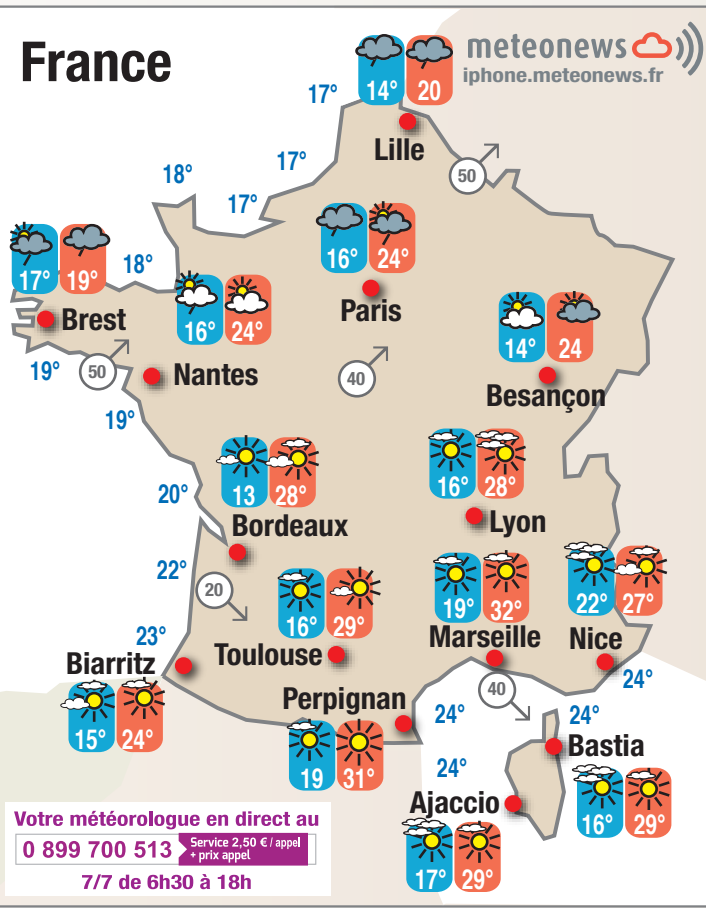 France
meteonews
iphone.meteonews.fr
14° 20
17°
Lille
17°
50
18°
17°
16° 24°
Paris
17° 19°
18°
Brest
16° 24°
Nantes
14° 24
Besançon
19°
50
40
19°
13 28°
Bordeaux
16° 28°
Lyon
20°
22°
20
16° 29°
Toulouse
19° 32°
Marseille
22° 27°
Nice
23°
Biarritz
15° 24°
24°
40
Perpignan
19 31°
24°
24°
Bastia
16° 29°
24°
Ajaccio
17° 29°
Votre météorologue en direct au
0 899 700 513 Service 2,50 € / appel
+ prix appel
7/7 de 6h30 à 18h